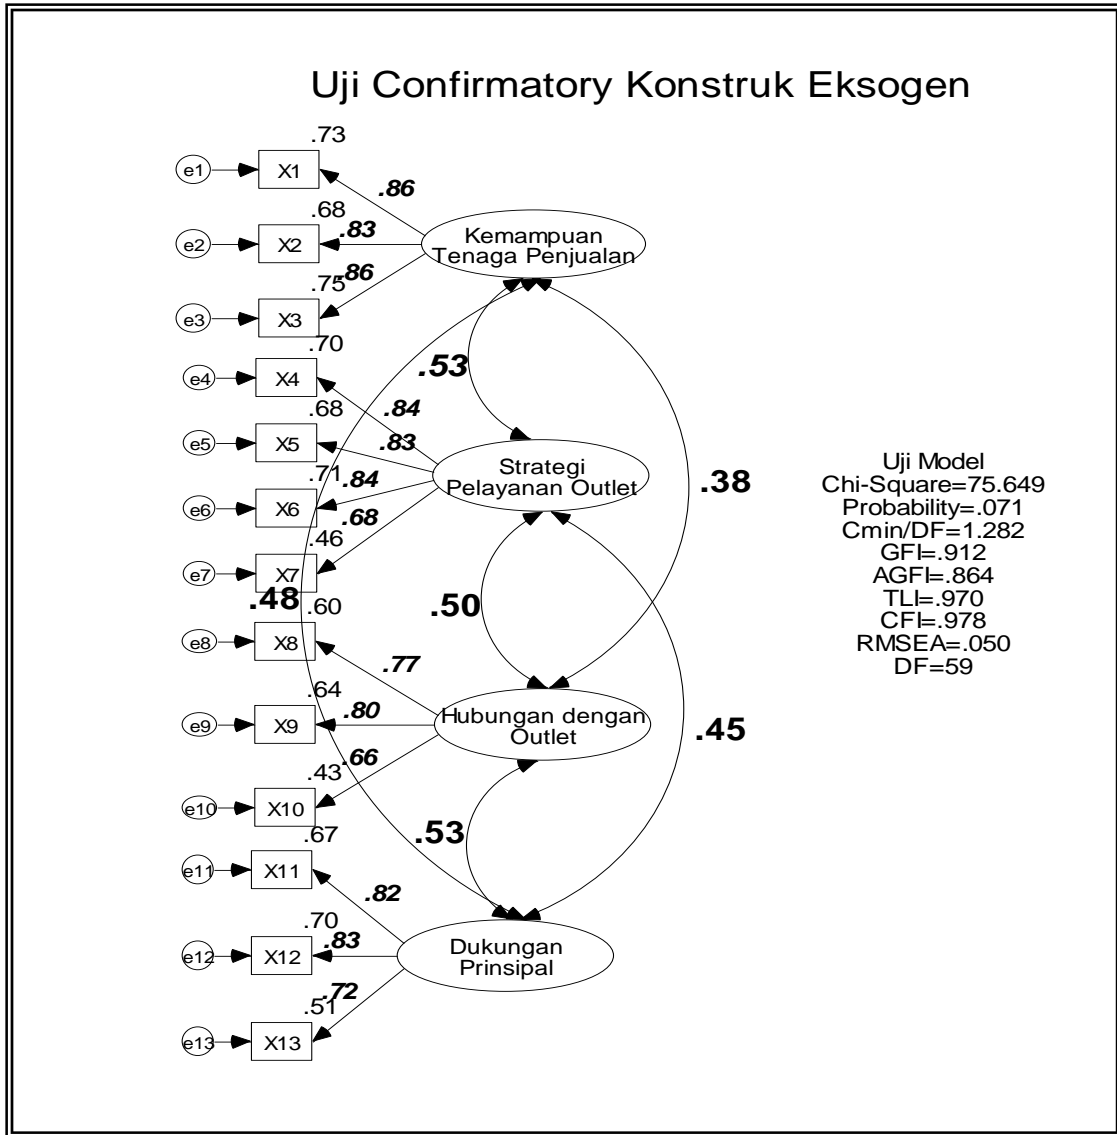 Uji Confirmatory Konstruk Eksogen
.73
e1
X1
.86
.68
e2
X2
.83
Kemampuan
Tenaga Penjualan
.75
.86
e3
X3
.70
e4
X4
.53
.84
.68
e5
X5
.83
Strategi
Pelayanan Outlet
.71
.84
e6
X6
.38
.68
.46
e7
X7
.48
.60
.50
e8
X8
.77
.64
e9
X9
.80
Hubungan dengan
Outlet
.45
.66
.43
e10
X10
.67
.53
e11
X11
.82
.70
e12
X12
.83
Dukungan
Prinsipal
.72
.51
e13
X13
Uji Model
Chi-Square=75.649
Probability=.071
Cmin/DF=1.282
GFI=.912
AGFI=.864
TLI=.970
CFI=.978
RMSEA=.050
DF=59